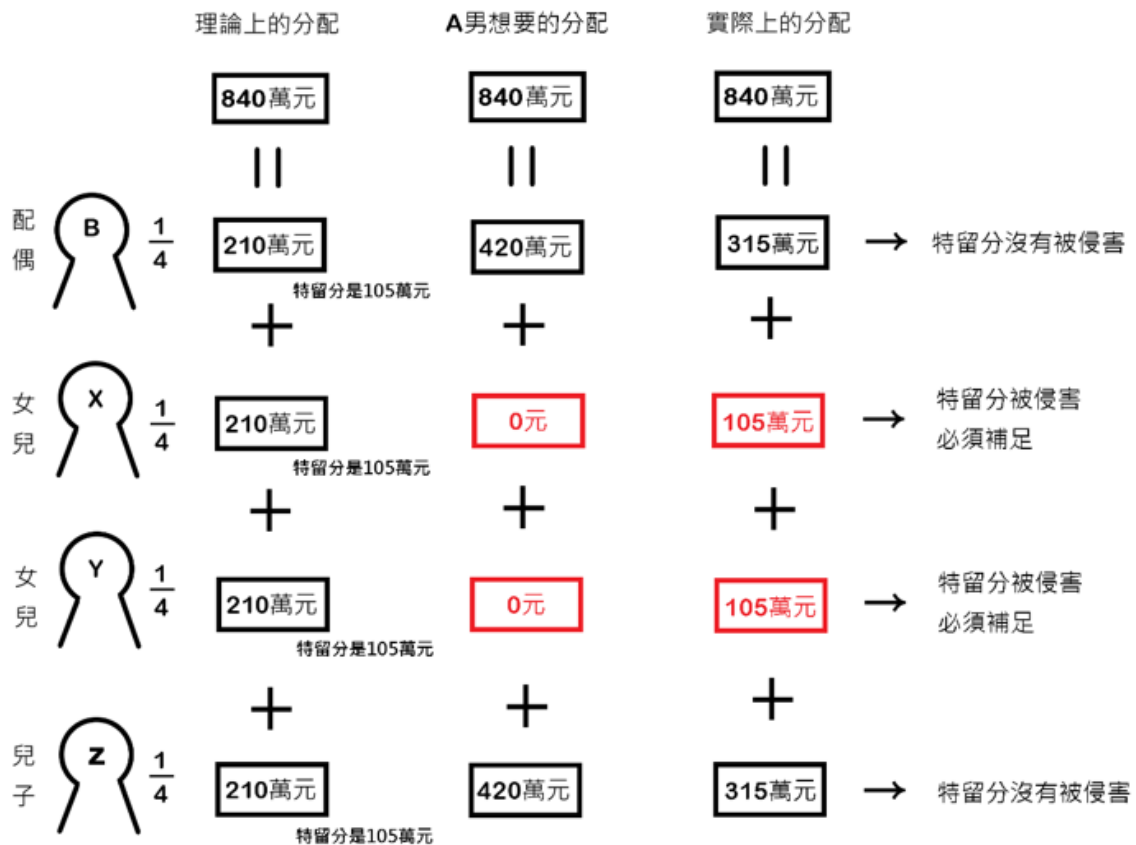 理論上的分配 A男想要的分配 實際上的分配
840萬元 840萬元 840萬元
配偶 B 1/4 210萬元 420萬元 315萬元 → 特留分沒有被侵害
特留分是105萬元
+ + +
女兒 X 1/4 210萬元 0元 105萬元 → 特留分被侵害
必須補足
特留分是105萬元
+ + +
女兒 Y 1/4 210萬元 0元 105萬元 → 特留分被侵害
必須補足
特留分是105萬元
+ + +
兒子 Z 1/4 210萬元 420萬元 315萬元 → 特留分沒有被侵害
特留分是105萬元